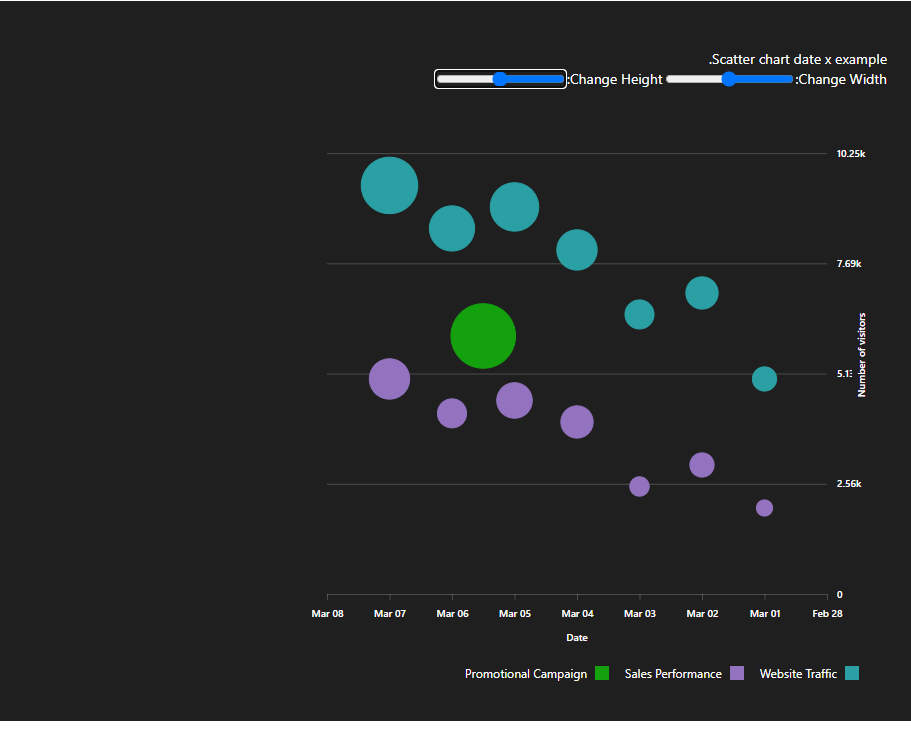 .Scatter chart date x example
:Change Height :Change Width
10.25k
7.69k
5.1
2.56k
0
Number of visitors
Mar 08 Mar 07 Mar 06 Mar 05 Mar 04 Mar 03 Mar 02 Mar 01 Feb 28
Date
Promotional Campaign Sales Performance Website Traffic